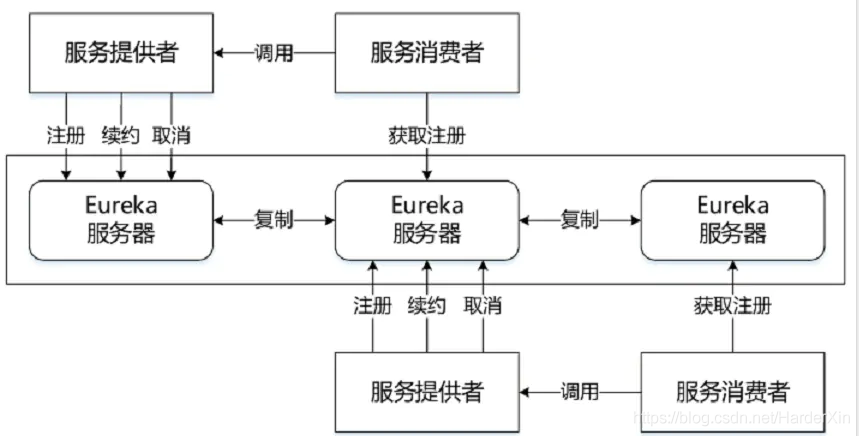 服务提供者
调用
服务消费者
注册
续约
取消
获取注册
Eureka
服务器
复制
Eureka
服务器
复制
Eureka
服务器
注册
续约
取消
获取注册
服务提供者
调用
服务消费者
https://blog.csdn.net/HarderXin